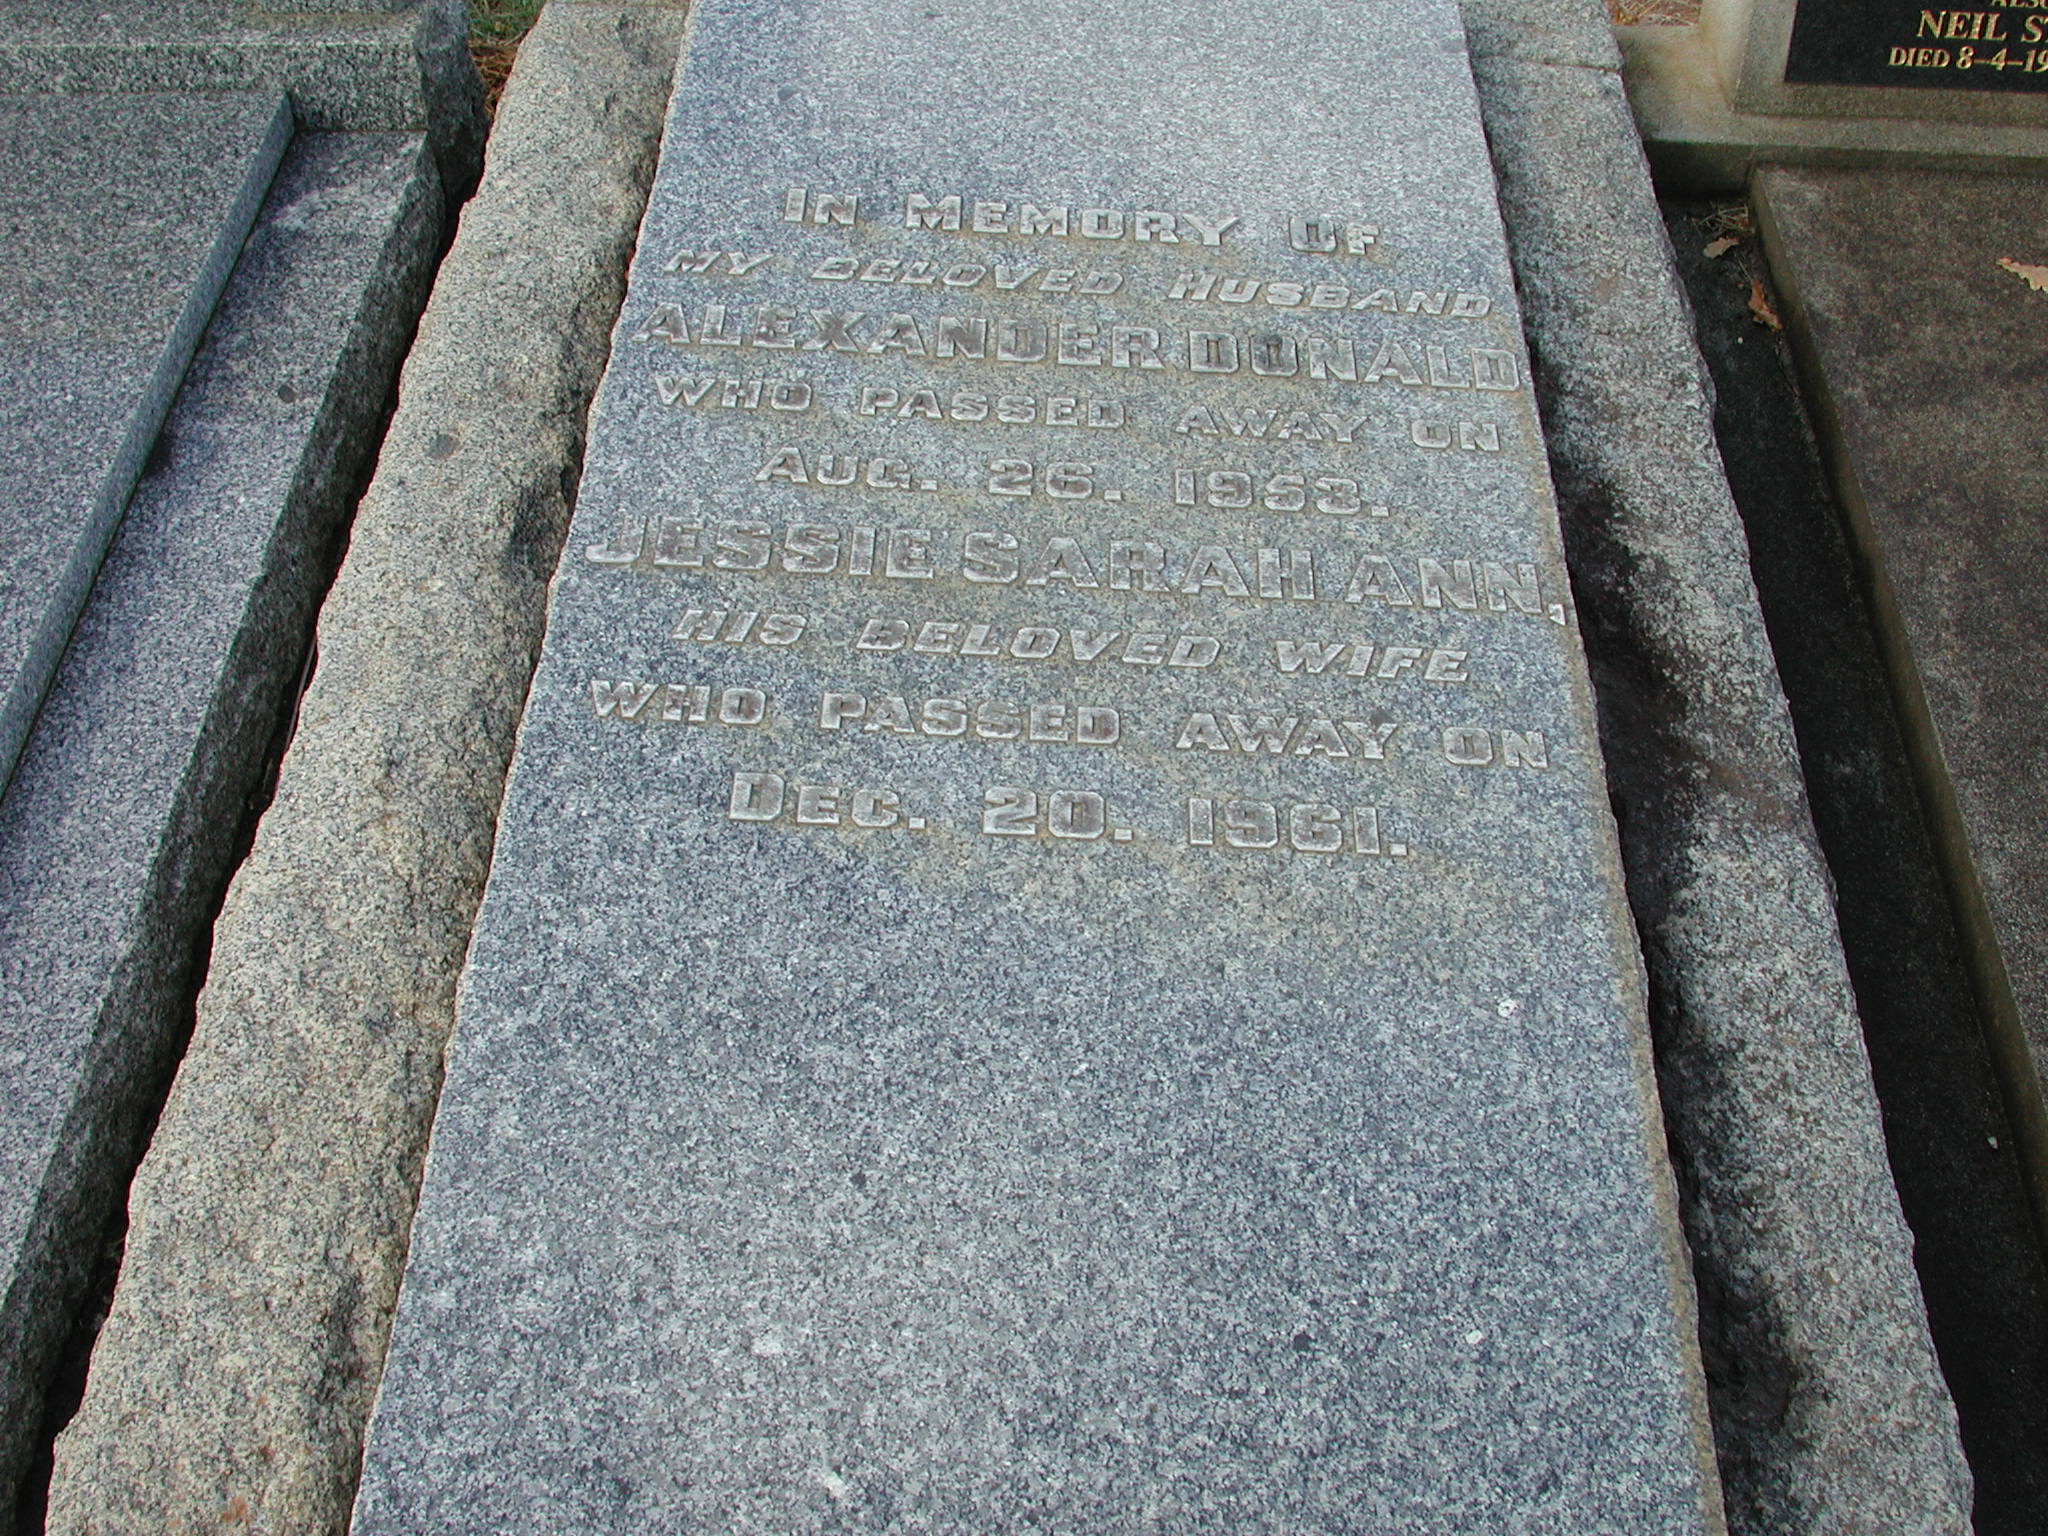 IN MEMORY OF
MY BELOVED HUSBAND
ALEXANDER DONALD
WHO PASSED AWAY ON
AUG. 26. 1953.
JESSIE SARAH ANN,
HIS BELOVED WIFE
WHO PASSED AWAY ON
DEC. 20. 1961.
ALSO
NEIL
DIED 8-4-19